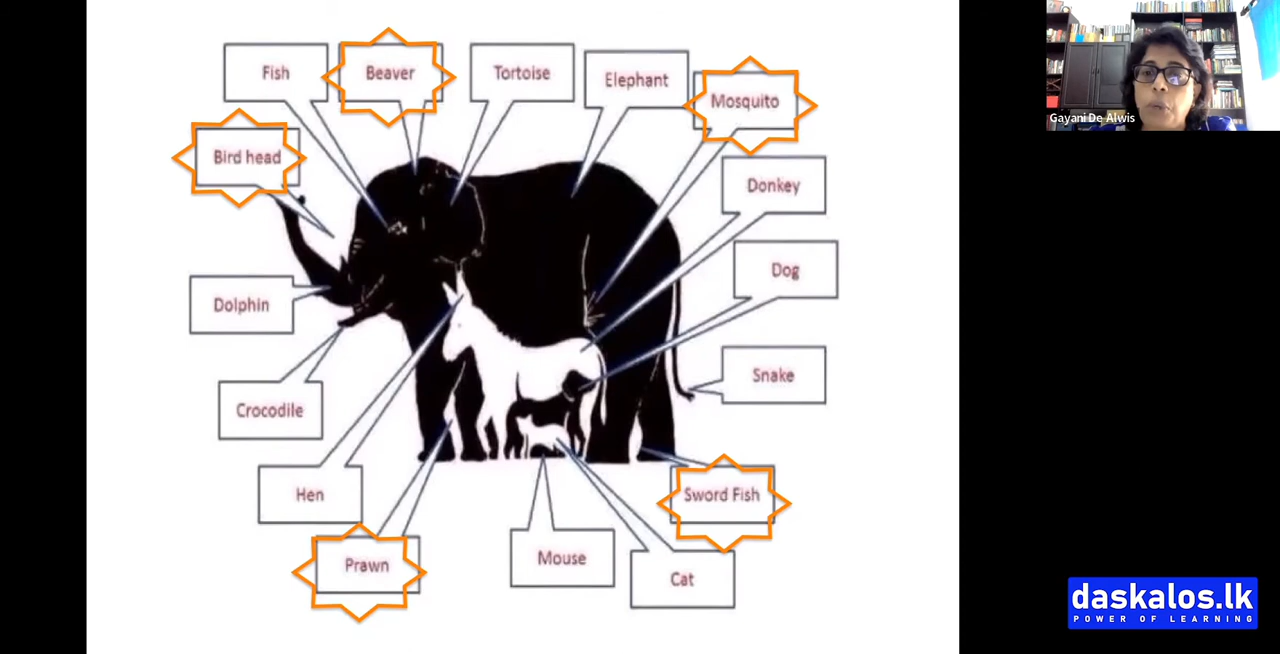 Fish
Beaver
Tortoise
Elephant
Mosquito
Bird head
Donkey
Dog
Dolphin
Snake
Crocodile
Hen
Sword Fish
Prawn
Mouse
Cat
Gayani De Alwis
daskalos.lk
POWER OF LEARNING